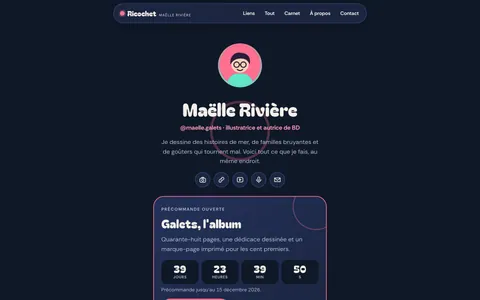 Ricochet MAËLLE RIVIÈRE
Liens Tout Carnet À propos Contact
Maëlle Rivière
@maelle.galets · Illustratrice et autrice de BD
Je dessine des histoires de mer, de familles bruyantes et
de goûters qui tournent mal. Voici tout ce que je fais, au
même endroit.
PRÉCOMMANDE OUVERTE
Galets, l'album
Quarante-huit pages, une dédicace dessinée et un
marque-page imprimé pour les cent premiers.
39 23 39 50
JOURS HEURES MIN S
Précommande jusqu'au 15 décembre 2026.